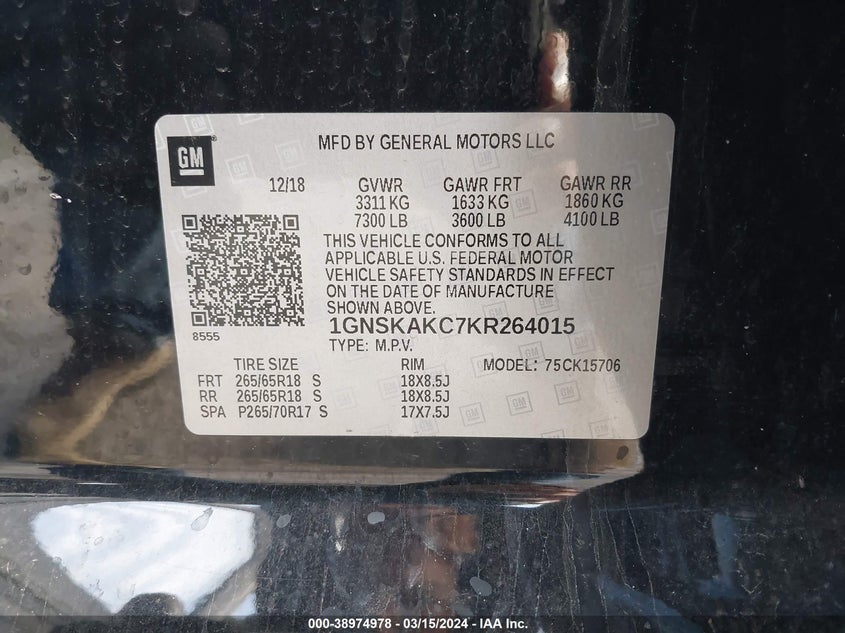 GM
MFD BY GENERAL MOTORS LLC
12/18 GVWR GAWR FRT GAWR RR
3311 KG 1633 KG 1860 KG
7300 LB 3600 LB 4100 LB
THIS VEHICLE CONFORMS TO ALL
APPLICABLE U.S. FEDERAL MOTOR
VEHICLE SAFETY STANDARDS IN EFFECT
ON THE DATE OF MANUFACTURE
SHOWN ABOVE.
8555
1GNSKAKC7KR264015
TYPE: M.P.V.
TIRE SIZE RIM MODEL: 75CK15706
FRT 265/65R18 S 18X8.5J
RR 265/65R18 S 18X8.5J
SPA P265/70R17 S 17X7.5J
000-38974978 - 03/15/2024 - IAA Inc.